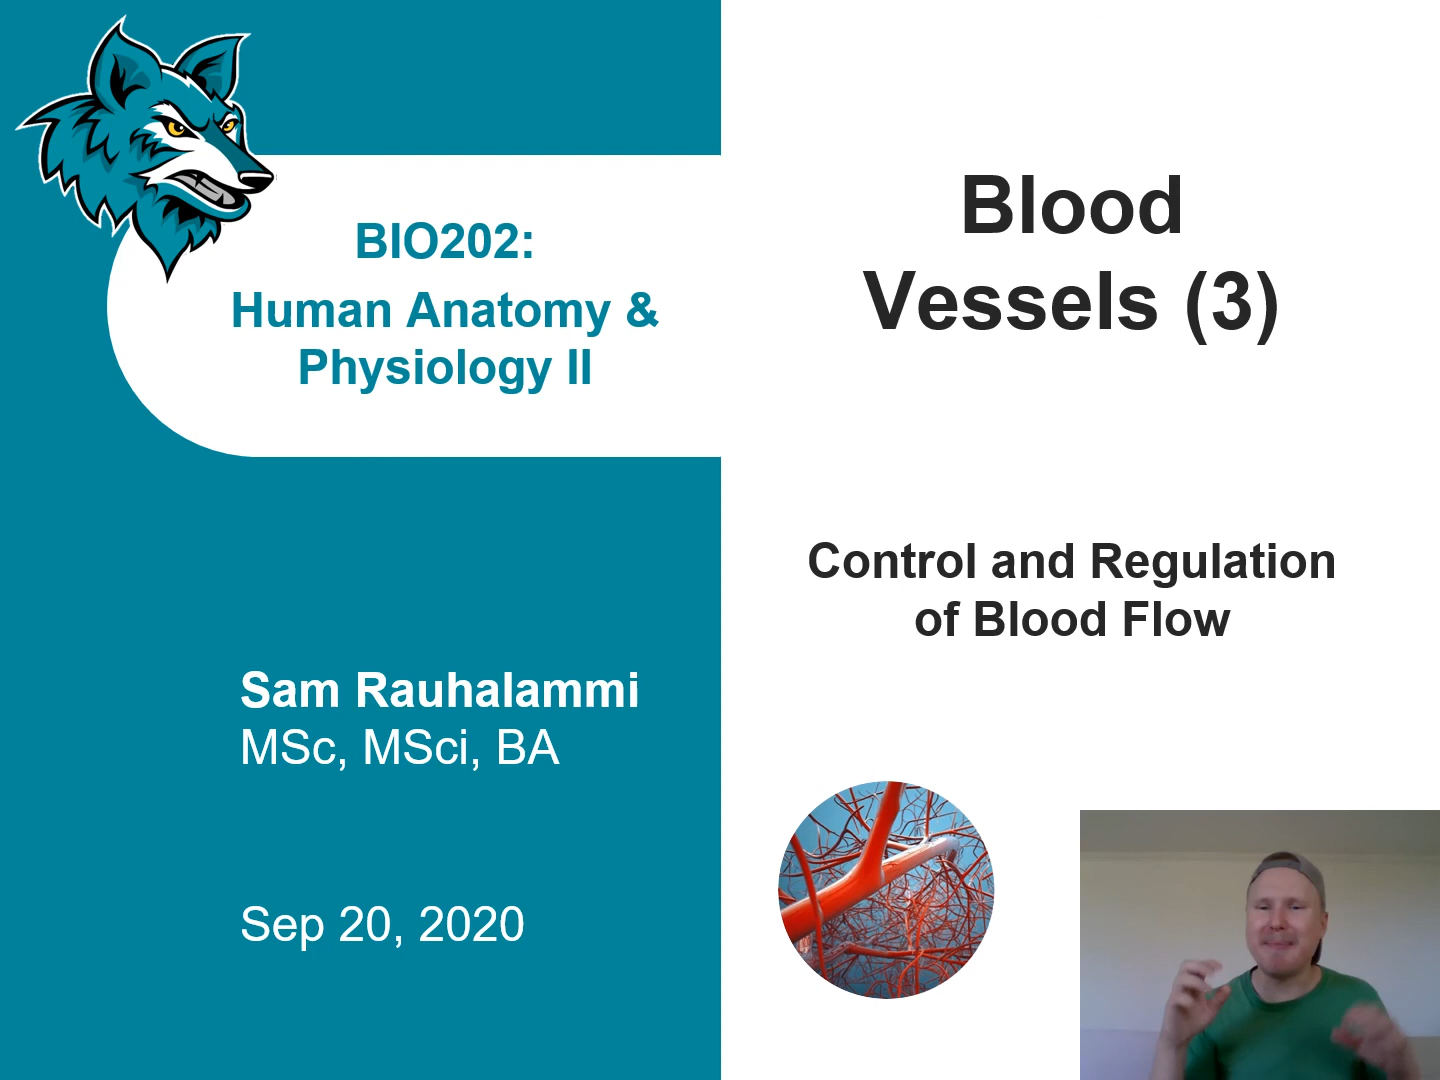 BIO202:
Human Anatomy &
Physiology II
Sam Rauhalammi
MSc, MSci, BA
Sep 20, 2020
Blood
Vessels (3)
Control and Regulation
of Blood Flow